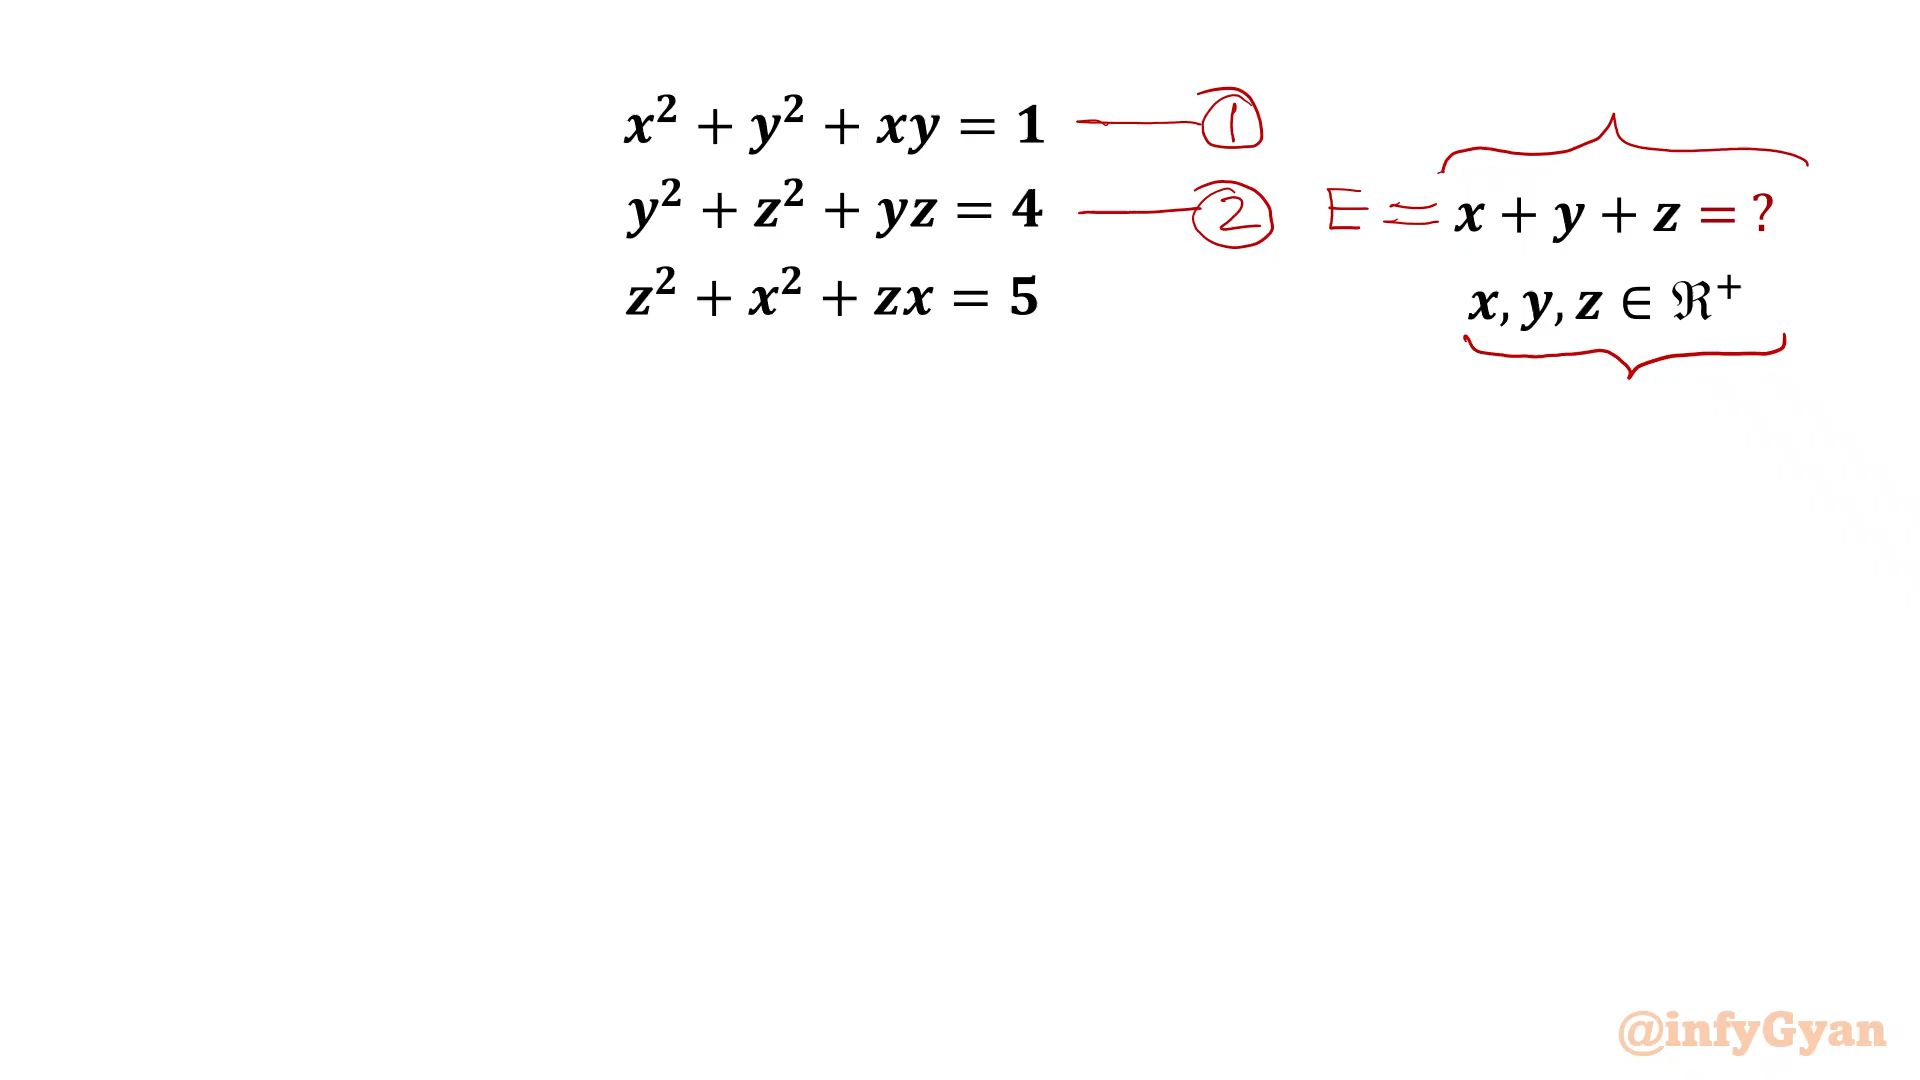 x² + y² + xy = 1 —— ①
y² + z² + yz = 4 —— ②
E = x + y + z = ?
z² + x² + zx = 5
x, y, z ∈ ℜ⁺
@infyGyan